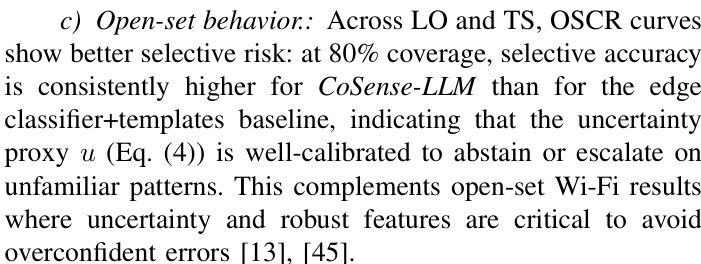 c) Open-set behavior.: Across LO and TS, OSCR curves
show better selective risk: at 80% coverage, selective accuracy
is consistently higher for CoSense-LLM than for the edge
classifier+templates baseline, indicating that the uncertainty
proxy u (Eq. (4)) is well-calibrated to abstain or escalate on
unfamiliar patterns. This complements open-set Wi-Fi results
where uncertainty and robust features are critical to avoid
overconfident errors [13], [45].